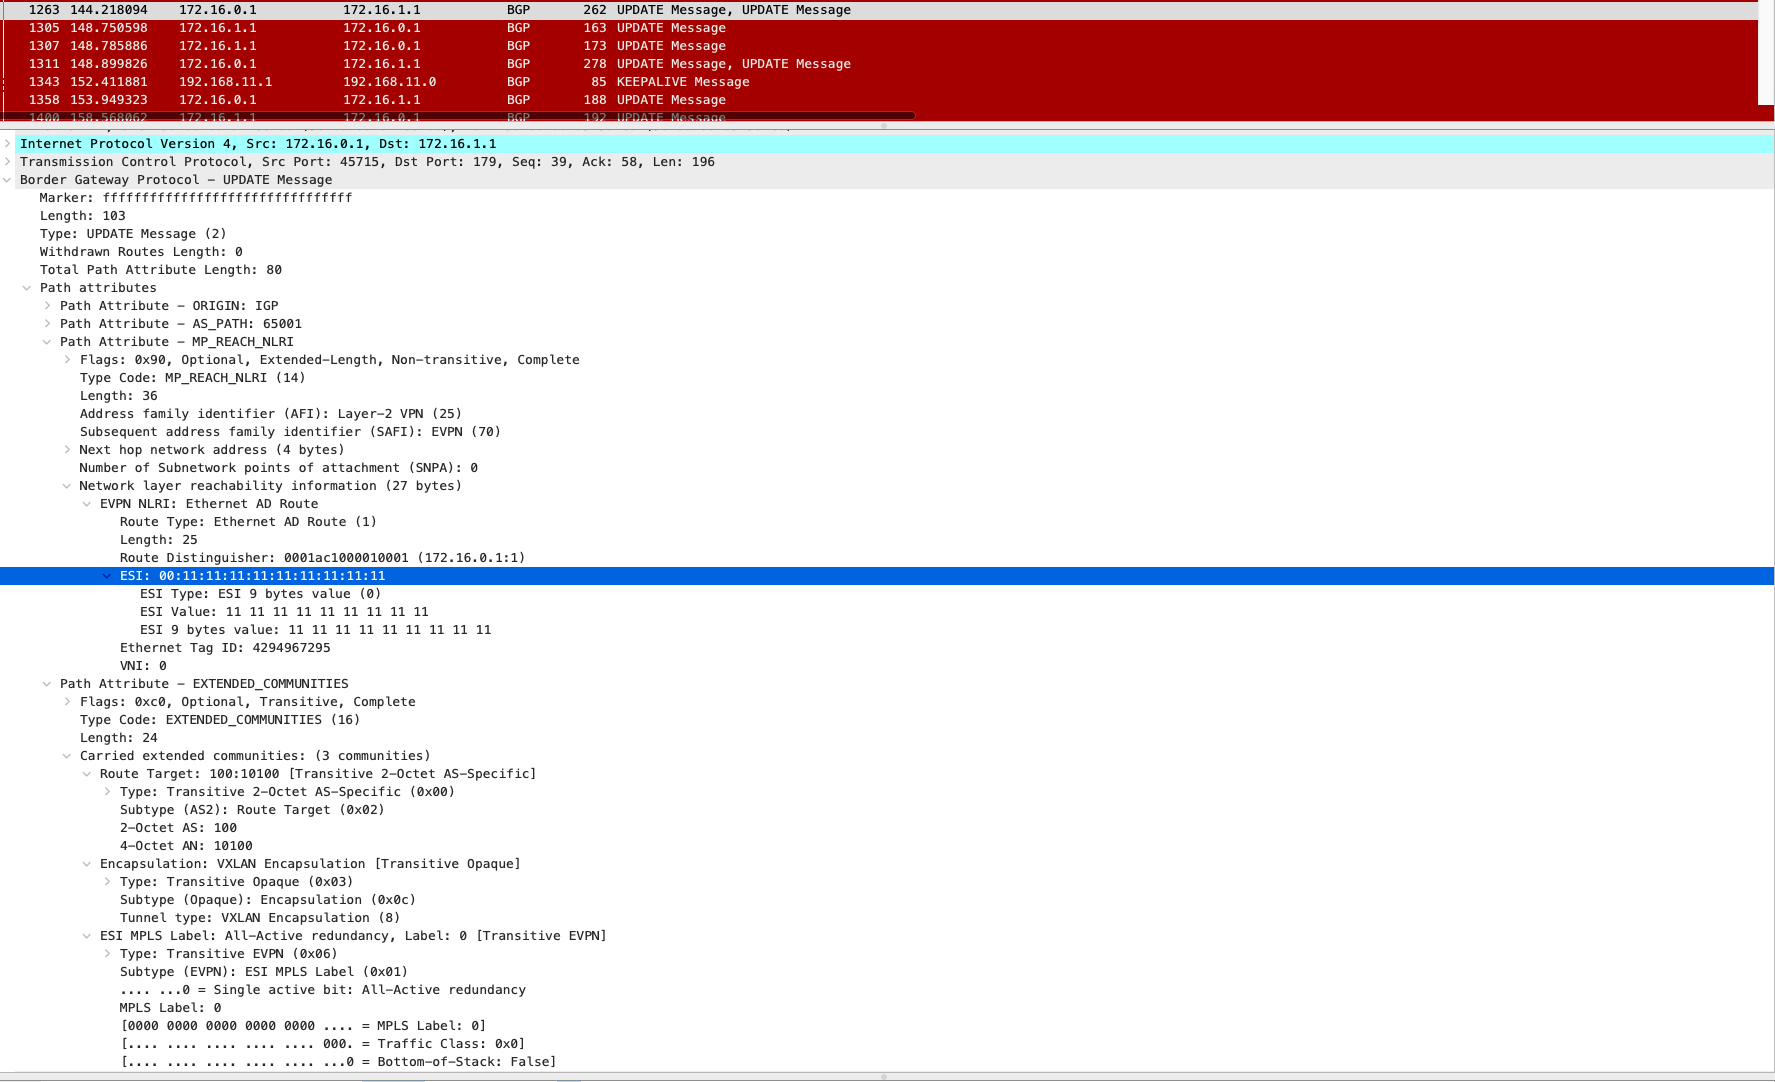 1263 144.218094 172.16.0.1 172.16.1.1 BGP 262 UPDATE Message, UPDATE Message
1305 148.750598 172.16.1.1 172.16.0.1 BGP 163 UPDATE Message
1307 148.785886 172.16.1.1 172.16.0.1 BGP 173 UPDATE Message
1311 148.899826 172.16.0.1 172.16.1.1 BGP 278 UPDATE Message, UPDATE Message
1343 152.411881 192.168.11.1 192.168.11.0 BGP 85 KEEPALIVE Message
1358 153.949323 172.16.0.1 172.16.1.1 BGP 188 UPDATE Message
1400 158.568062 172.16.1.1 172.16.0.1 BGP 192 UPDATE Message
Internet Protocol Version 4, Src: 172.16.0.1, Dst: 172.16.1.1
Transmission Control Protocol, Src Port: 45715, Dst Port: 179, Seq: 39, Ack: 58, Len: 196
Border Gateway Protocol – UPDATE Message
Marker: ffffffffffffffffffffffffffffffff
Length: 103
Type: UPDATE Message (2)
Withdrawn Routes Length: 0
Total Path Attribute Length: 80
Path attributes
Path Attribute – ORIGIN: IGP
Path Attribute – AS_PATH: 65001
Path Attribute – MP_REACH_NLRI
Flags: 0x90, Optional, Extended-Length, Non-transitive, Complete
Type Code: MP_REACH_NLRI (14)
Length: 36
Address family identifier (AFI): Layer-2 VPN (25)
Subsequent address family identifier (SAFI): EVPN (70)
Next hop network address (4 bytes)
Number of Subnetwork points of attachment (SNPA): 0
Network layer reachability information (27 bytes)
EVPN NLRI: Ethernet AD Route
Route Type: Ethernet AD Route (1)
Length: 25
Route Distinguisher: 0001ac1000010001 (172.16.0.1:1)
ESI: 00:11:11:11:11:11:11:11:11:11
ESI Type: ESI 9 bytes value (0)
ESI Value: 11 11 11 11 11 11 11 11 11
ESI 9 bytes value: 11 11 11 11 11 11 11 11 11
Ethernet Tag ID: 4294967295
VNI: 0
Path Attribute – EXTENDED_COMMUNITIES
Flags: 0xc0, Optional, Transitive, Complete
Type Code: EXTENDED_COMMUNITIES (16)
Length: 24
Carried extended communities: (3 communities)
Route Target: 100:10100 [Transitive 2-Octet AS-Specific]
Type: Transitive 2-Octet AS-Specific (0x00)
Subtype (AS2): Route Target (0x02)
2-Octet AS: 100
4-Octet AN: 10100
Encapsulation: VXLAN Encapsulation [Transitive Opaque]
Type: Transitive Opaque (0x03)
Subtype (Opaque): Encapsulation (0x0c)
Tunnel type: VXLAN Encapsulation (8)
ESI MPLS Label: All-Active redundancy, Label: 0 [Transitive EVPN]
Type: Transitive EVPN (0x06)
Subtype (EVPN): ESI MPLS Label (0x01)
.... ...0 = Single active bit: All-Active redundancy
MPLS Label: 0
[0000 0000 0000 0000 0000 .... = MPLS Label: 0]
[.... .... .... .... .... 000. = Traffic Class: 0x0]
[.... .... .... .... .... ...0 = Bottom-of-Stack: False]